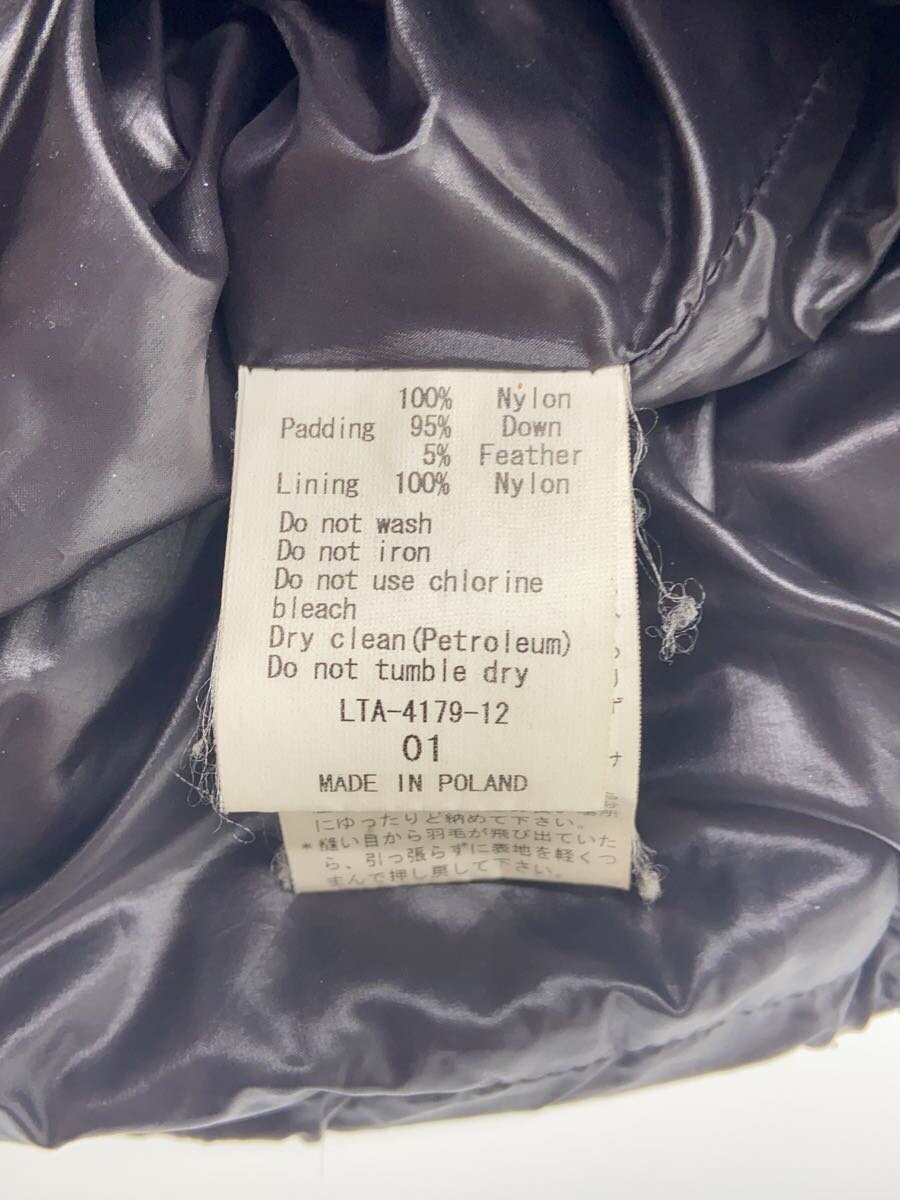 100% Nylon
Padding 95% Down
5% Feather
Lining 100% Nylon
Do not wash
Do not iron
Do not use chlorine
bleach
Dry clean(Petroleum)
Do not tumble dry
LTA-4179-12
01
MADE IN POLAND
にゆったりど納めて下さい。
*縫い目から羽毛が飛び出ていた
ら、引っ張らずに表地を軽くつ
まんで押し戻して下さい。